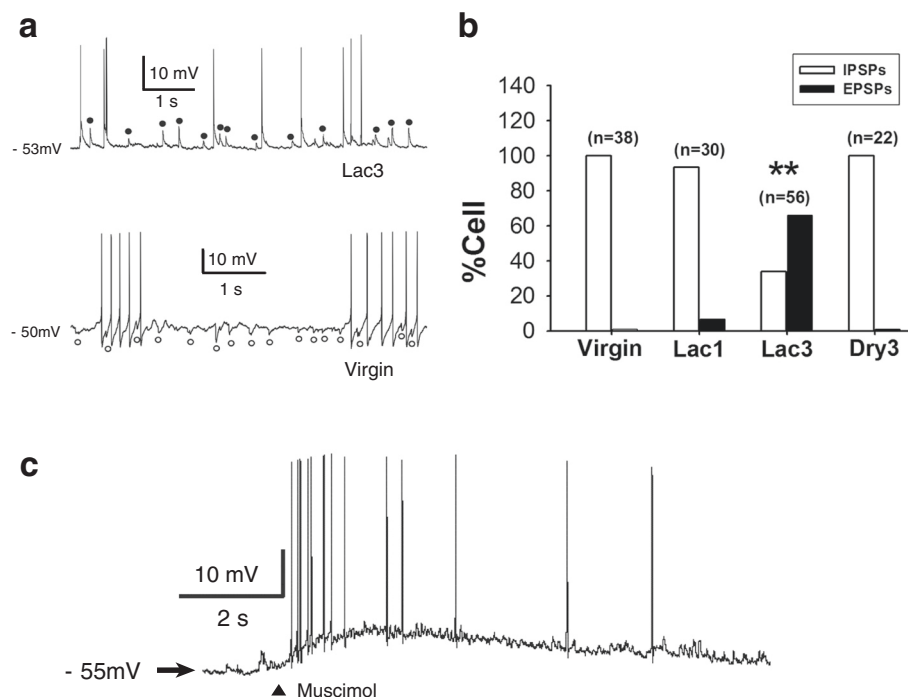 a
10 mV
1 s
- 53mV
Lac3
10 mV
1 s
- 50mV
Virgin
b
IPSPs
EPSPs
140
120
100
80
60
40
20
0
%Cell
(n=38)
(n=30)
**
(n=56)
(n=22)
Virgin Lac1 Lac3 Dry3
c
10 mV
2 s
- 55mV
▲ Muscimol